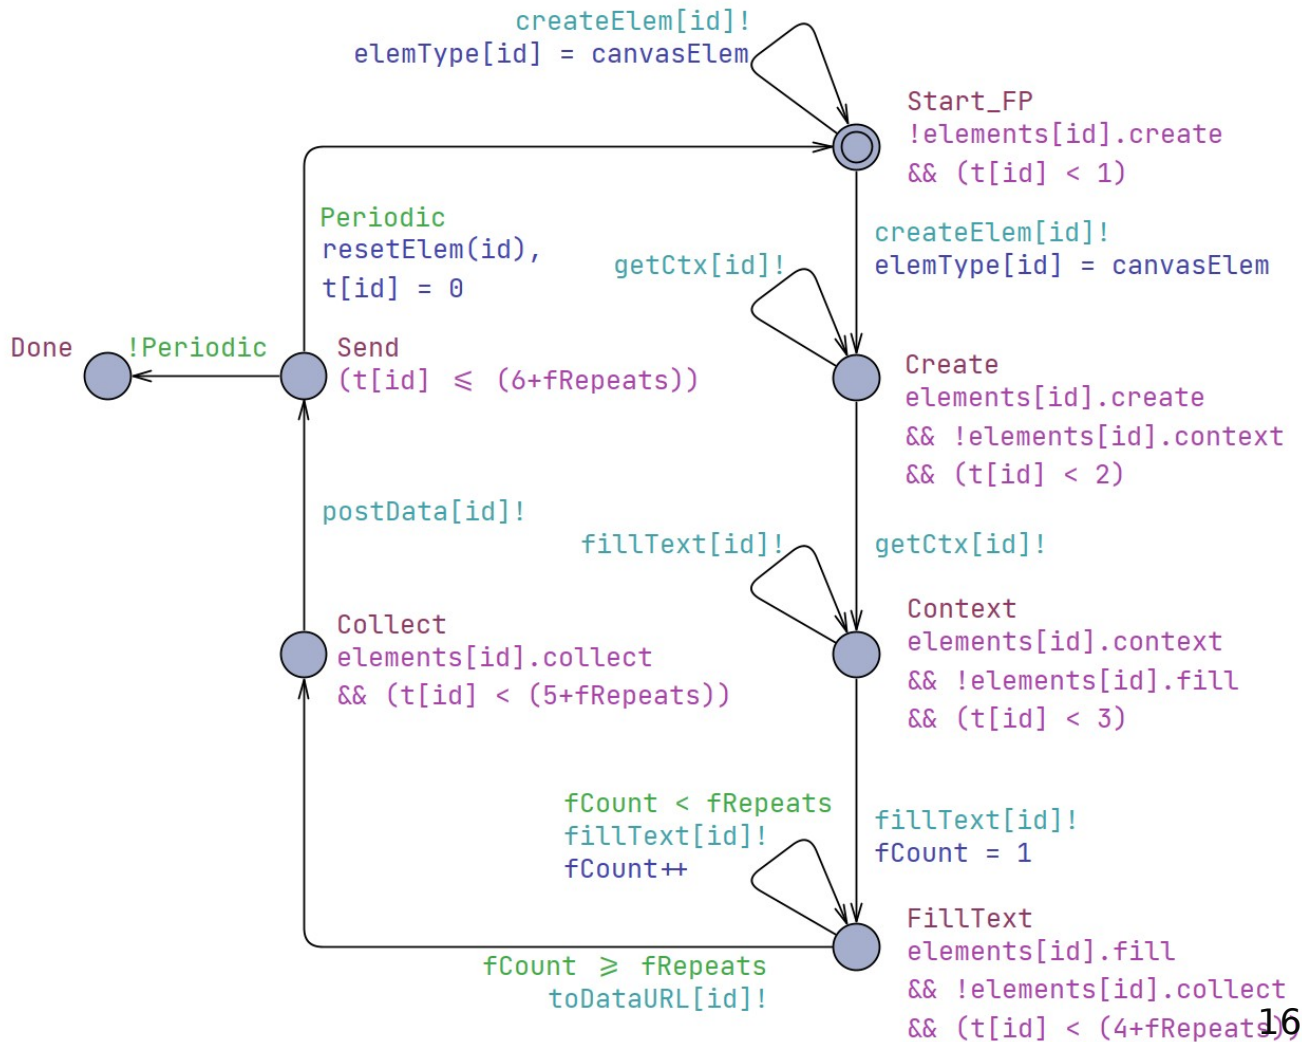 createElem[id]!
elemType[id] = canvasElem
Start_FP
!elements[id].create
&& (t[id] < 1)
Periodic
resetElem(id),
t[id] = 0
createElem[id]!
elemType[id] = canvasElem
getCtx[id]!
Done
!Periodic
Send
(t[id] ⩽ (6+fRepeats))
Create
elements[id].create
&& !elements[id].context
&& (t[id] < 2)
postData[id]!
fillText[id]!
getCtx[id]!
Collect
elements[id].collect
&& (t[id] < (5+fRepeats))
Context
elements[id].context
&& !elements[id].fill
&& (t[id] < 3)
fCount < fRepeats
fillText[id]!
fCount++
fillText[id]!
fCount = 1
FillText
elements[id].fill
&& !elements[id].collect
&& (t[id] < (4+fRepeats))
fCount ⩾ fRepeats
toDataURL[id]!
16